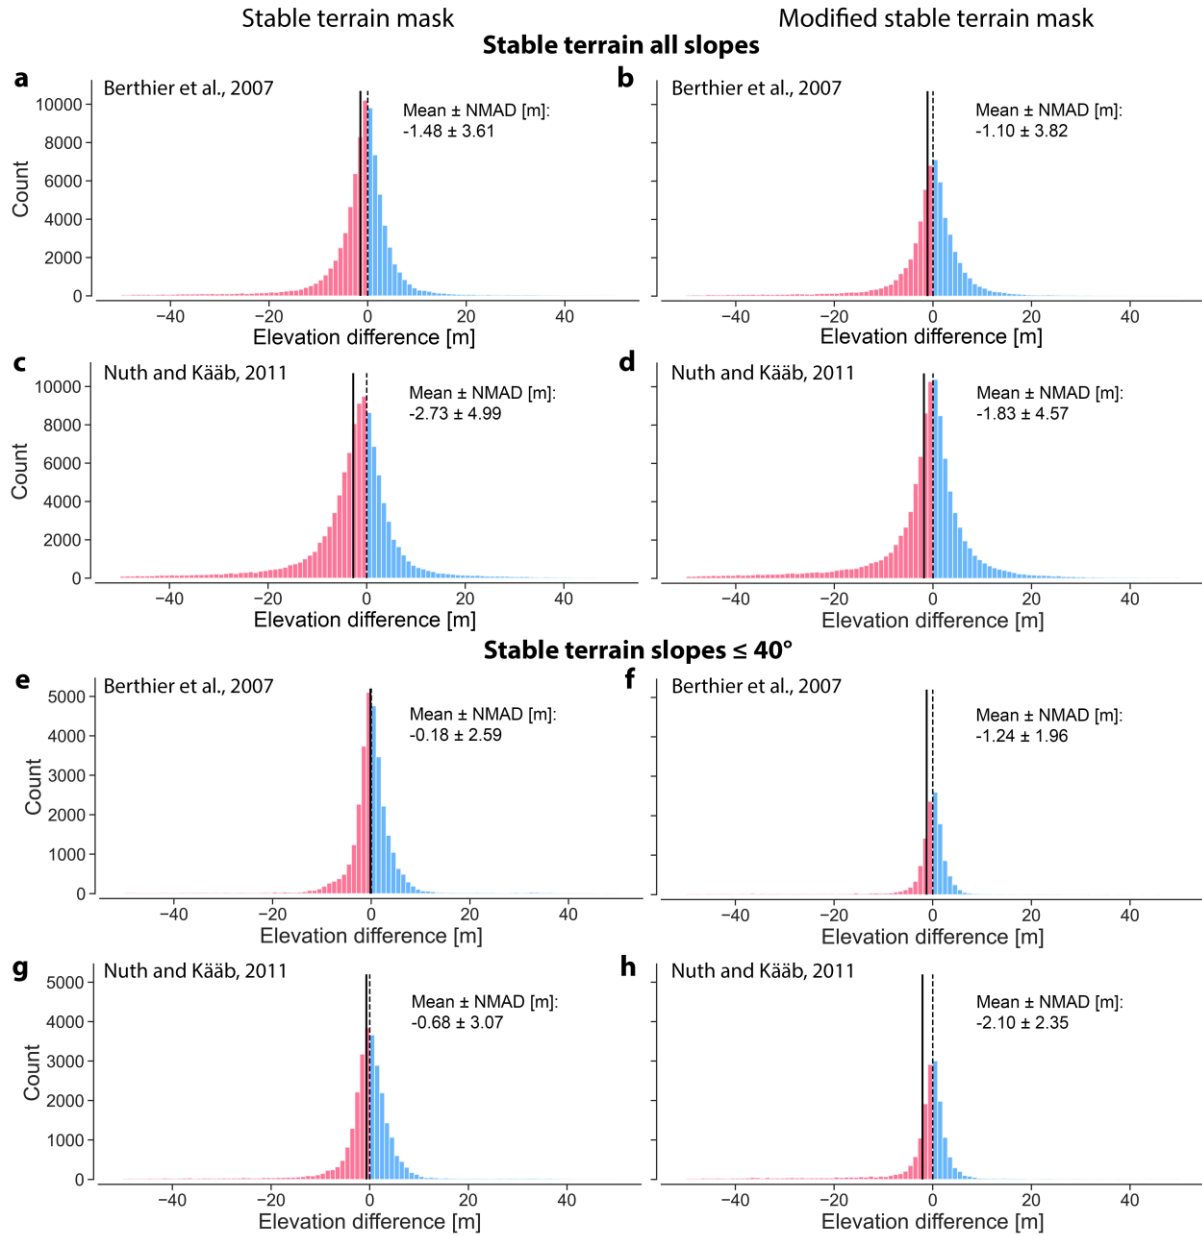 Stable terrain mask
Modified stable terrain mask
Stable terrain all slopes
a
Berthier et al., 2007
Mean ± NMAD [m]:
-1.48 ± 3.61
Count
10000
8000
6000
4000
2000
0
−40 −20 0 20 40
Elevation difference [m]
b
Berthier et al., 2007
Mean ± NMAD [m]:
-1.10 ± 3.82
−40 −20 0 20 40
Elevation difference [m]
c
Nuth and Kääb, 2011
Mean ± NMAD [m]:
-2.73 ± 4.99
Count
10000
8000
6000
4000
2000
0
−40 −20 0 20 40
Elevation difference [m]
d
Nuth and Kääb, 2011
Mean ± NMAD [m]:
-1.83 ± 4.57
−40 −20 0 20 40
Elevation difference [m]
Stable terrain slopes ≤ 40°
e
Berthier et al., 2007
Mean ± NMAD [m]:
-0.18 ± 2.59
Count
5000
4000
3000
2000
1000
0
−40 −20 0 20 40
Elevation difference [m]
f
Berthier et al., 2007
Mean ± NMAD [m]:
-1.24 ± 1.96
−40 −20 0 20 40
Elevation difference [m]
g
Nuth and Kääb, 2011
Mean ± NMAD [m]:
-0.68 ± 3.07
Count
5000
4000
3000
2000
1000
0
−40 −20 0 20 40
Elevation difference [m]
h
Nuth and Kääb, 2011
Mean ± NMAD [m]:
-2.10 ± 2.35
−40 −20 0 20 40
Elevation difference [m]